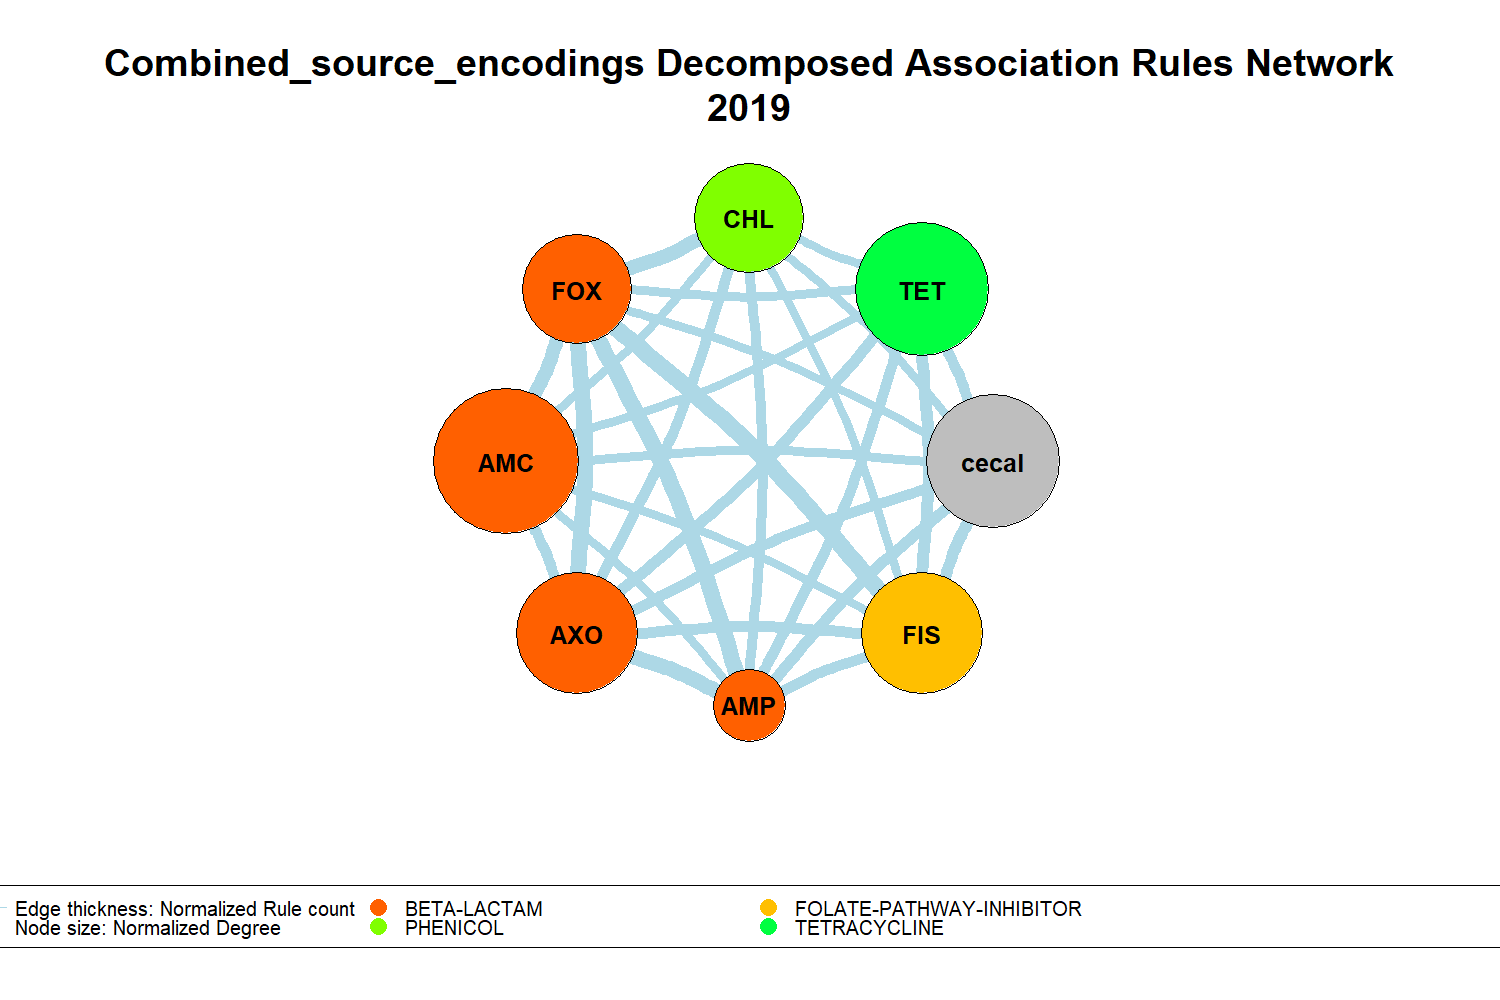 Combined_source_encodings Decomposed Association Rules Network
2019
CHL
FOX
TET
AMC
cecal
AXO
FIS
AMP
Edge thickness: Normalized Rule count
Node size: Normalized Degree
BETA-LACTAM
PHENICOL
FOLATE-PATHWAY-INHIBITOR
TETRACYCLINE